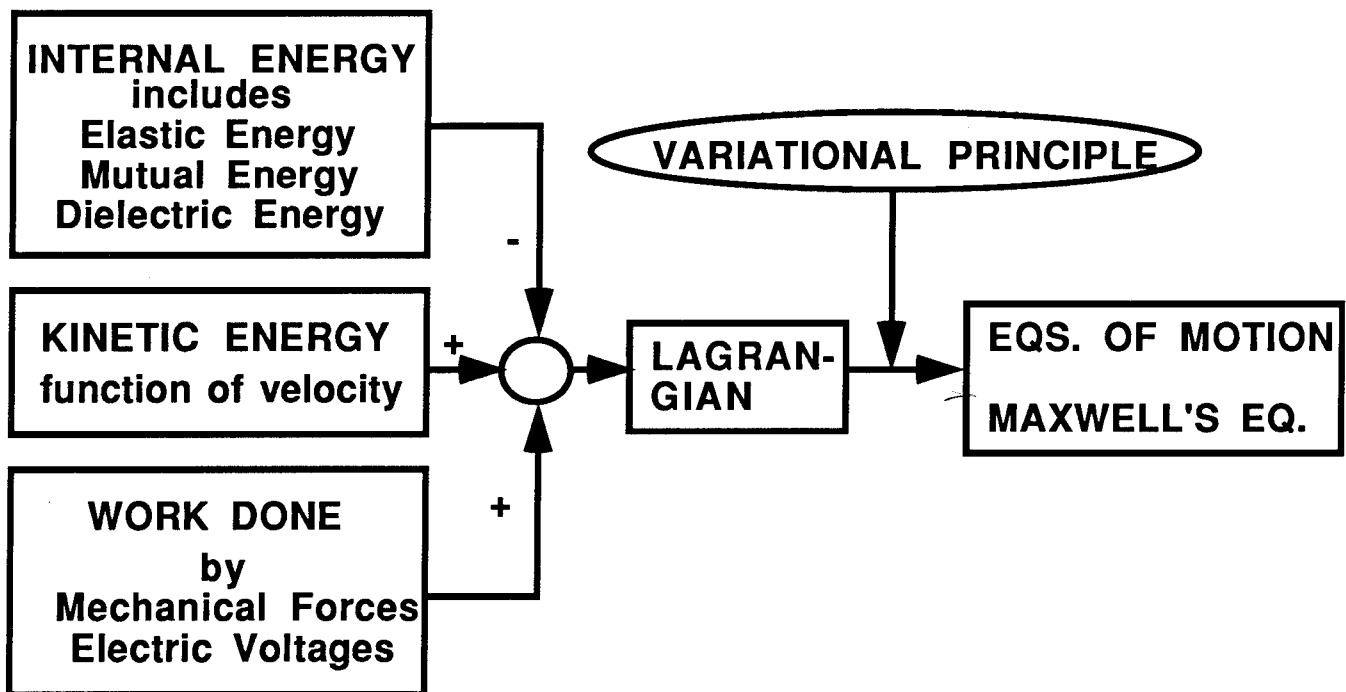 INTERNAL ENERGY
includes
Elastic Energy
Mutual Energy
Dielectric Energy
-
VARIATIONAL PRINCIPLE
KINETIC ENERGY
function of velocity
+
LAGRAN-
GIAN
EQS. OF MOTION
MAXWELL'S EQ.
WORK DONE
by
Mechanical Forces
Electric Voltages
+